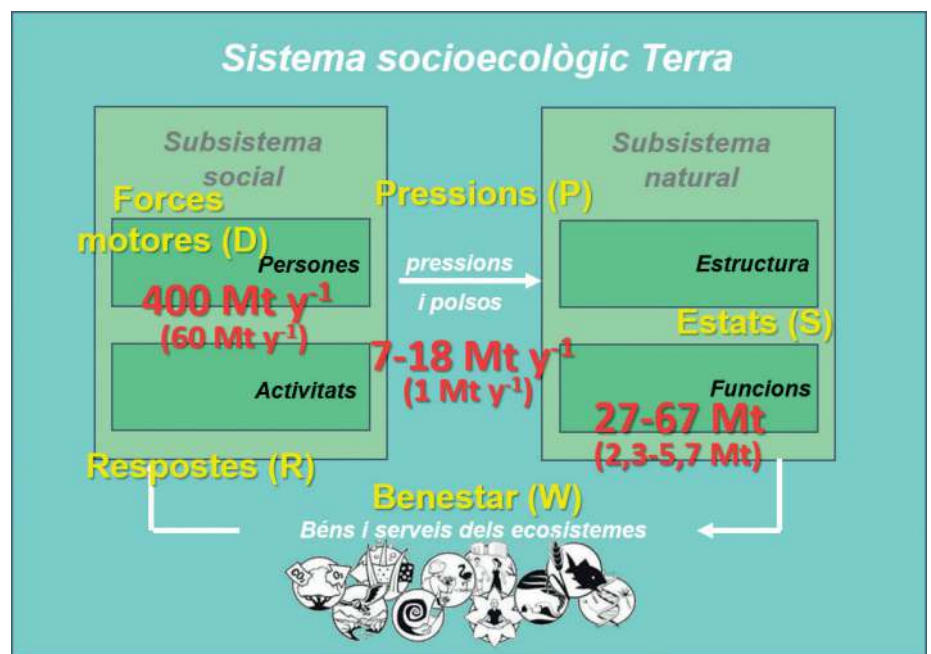 Sistema socioecològic Terra
Subsistema
social
Forces
motores (D)
Persones
400 Mt y-1
(60 Mt y-1)
Activitats
Respostes (R)
Pressions (P)
pressions
i polsos
7-18 Mt y-1
(1 Mt y-1)
Subsistema
natural
Estructura
Estats (S)
Funcions
27-67 Mt
(2,3-5,7 Mt)
Benestar (W)
Béns i serveis dels ecosistemes